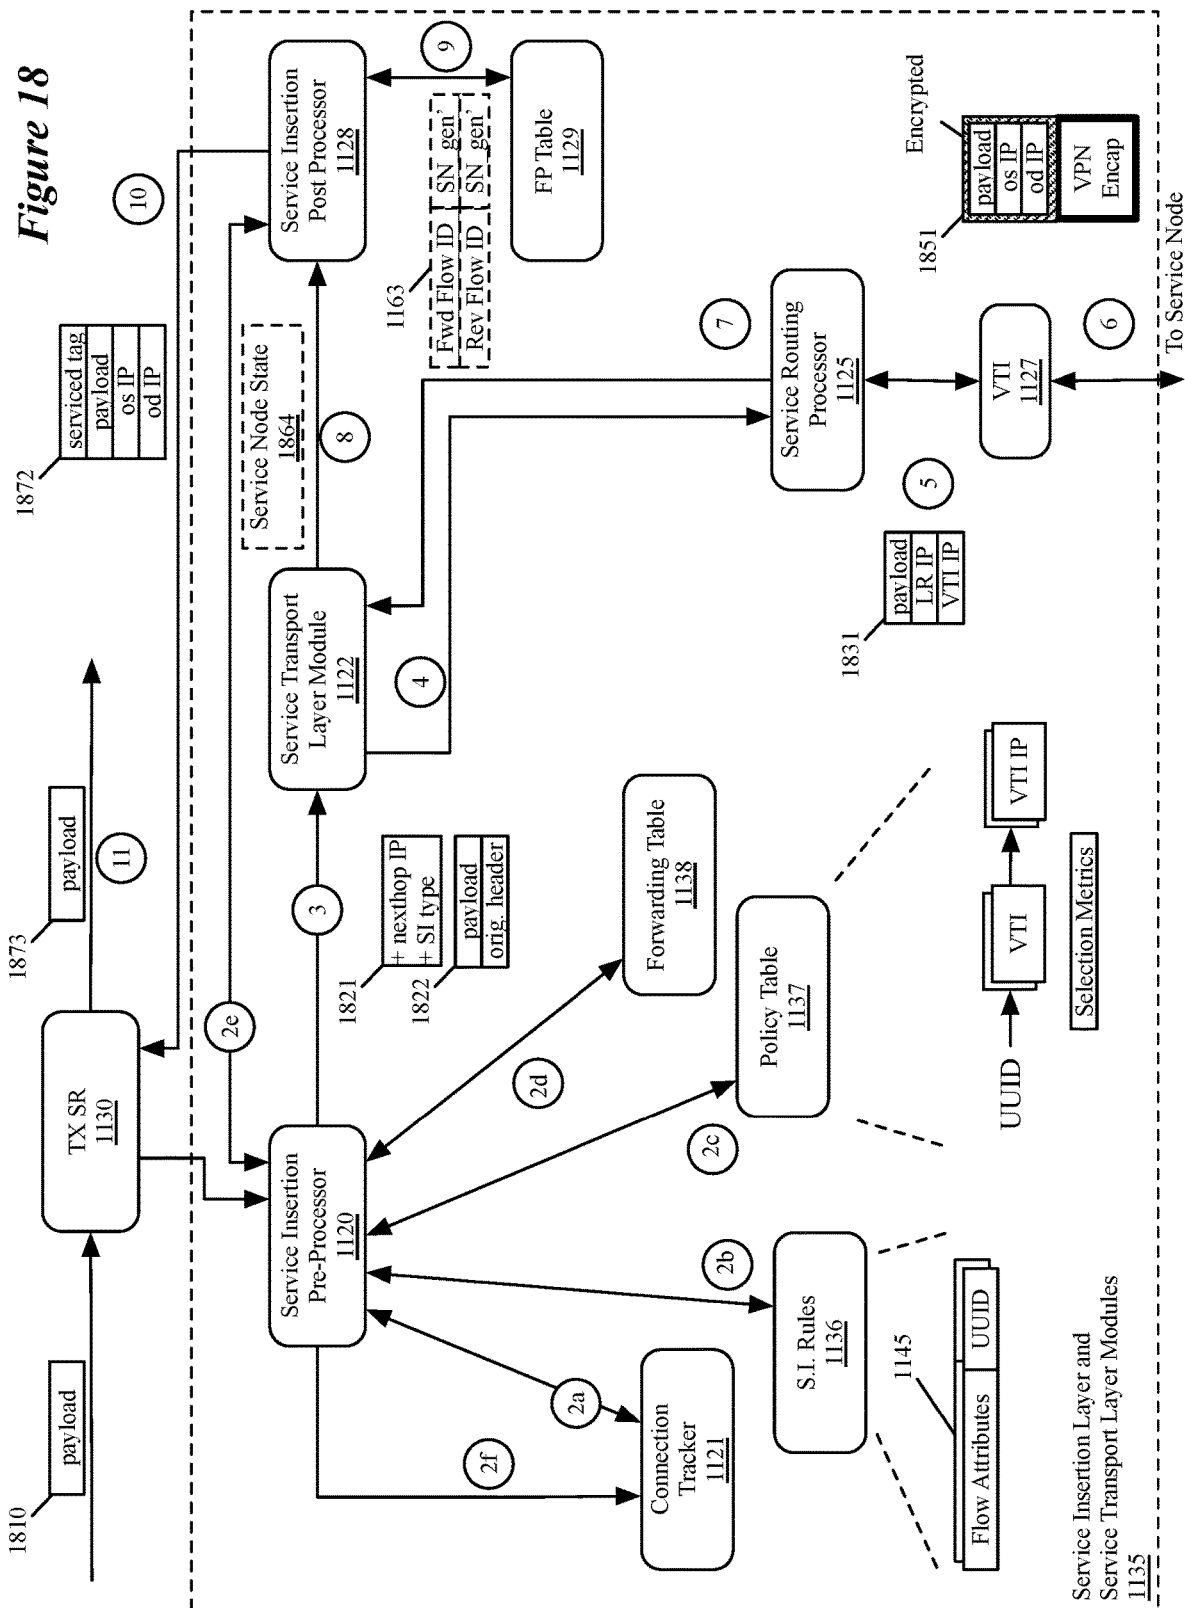 Figure 18
1810
payload
TX SR
1130
1873
payload
11
1872
serviced tag
payload
os IP
od IP
10
2e
Service Insertion
Pre-Processor
1120
3
1821
+ nexthop IP
+ SI type
1822
payload
orig. header
Service Transport
Layer Module
1122
Service Node State
1864
8
Service Insertion
Post Processor
1128
9
1163
Fwd Flow ID
SN_gen'
Rev Flow ID
SN_gen'
FP Table
1129
4
7
Service Routing
Processor
1125
5
1831
payload
LR IP
VTI IP
VTI
1127
6
To Service Node
1851
Encrypted
payload
os IP
od IP
VPN
Encap
2f
2a
2b
2c
2d
Connection
Tracker
1121
S.I. Rules
1136
Policy Table
1137
Forwarding Table
1138
1145
Flow Attributes
UUID
UUID
VTI
VTI IP
Selection Metrics
Service Insertion Layer and
Service Transport Layer Modules
1135